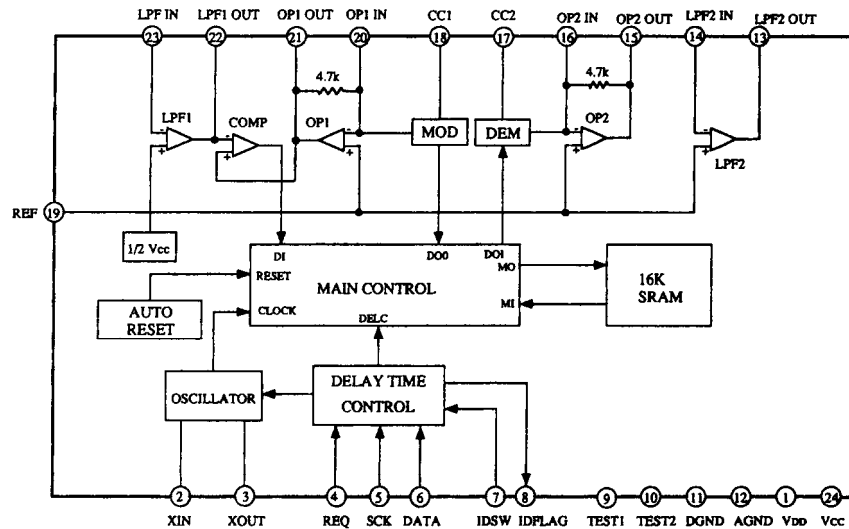 LPF IN LPF1 OUT OP1 OUT OP1 IN CC1 CC2 OP2 IN OP2 OUT LPF2 IN LPF2 OUT
23 22 21 20 18 17 16 15 14 13
4.7k 4.7k
LPF1 COMP OP1 MOD DEM OP2 LPF2
- + - + - + - + - +
REF 19
1/2 Vcc
DI DO0 DO1 MO
RESET
MAIN CONTROL
16K
SRAM
MI
AUTO
RESET
CLOCK
DELC
OSCILLATOR
DELAY TIME
CONTROL
2 3 4 5 6 7 8 9 10 11 12 1 24
XIN XOUT REQ SCK DATA IDSW IDFLAG TEST1 TEST2 DGND AGND VDD VCC